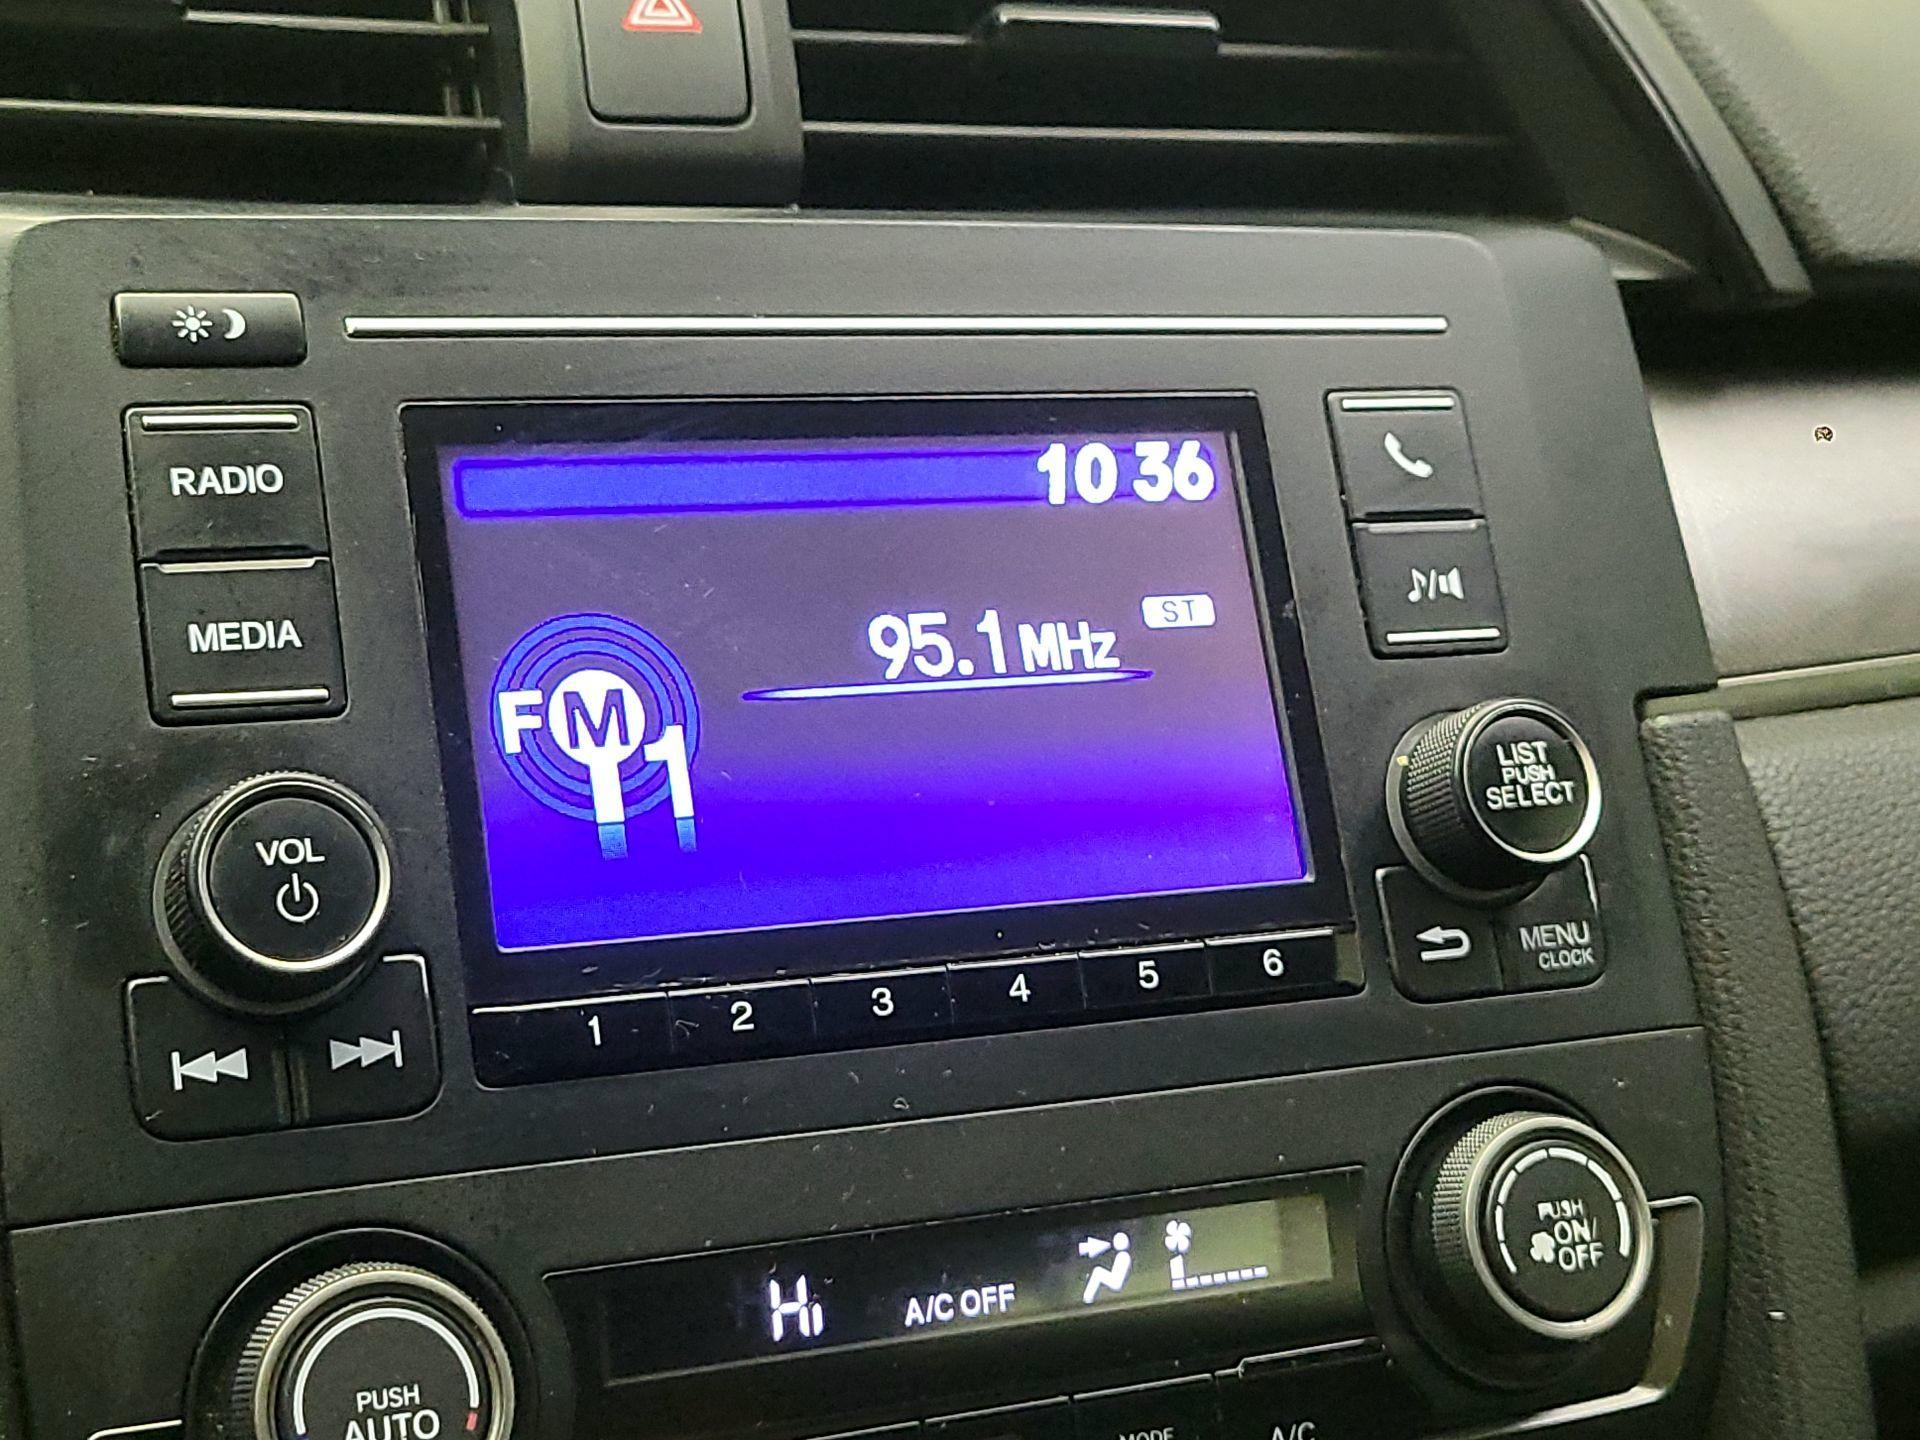 10 36
RADIO
ST
95.1 MHz
MEDIA
FM
1
LIST
PUSH
SELECT
VOL
MENU
CLOCK
1 2 3 4 5 6
PUSH
ON/
OFF
Hi A/C OFF
PUSH
AUTO
MODE
A/C